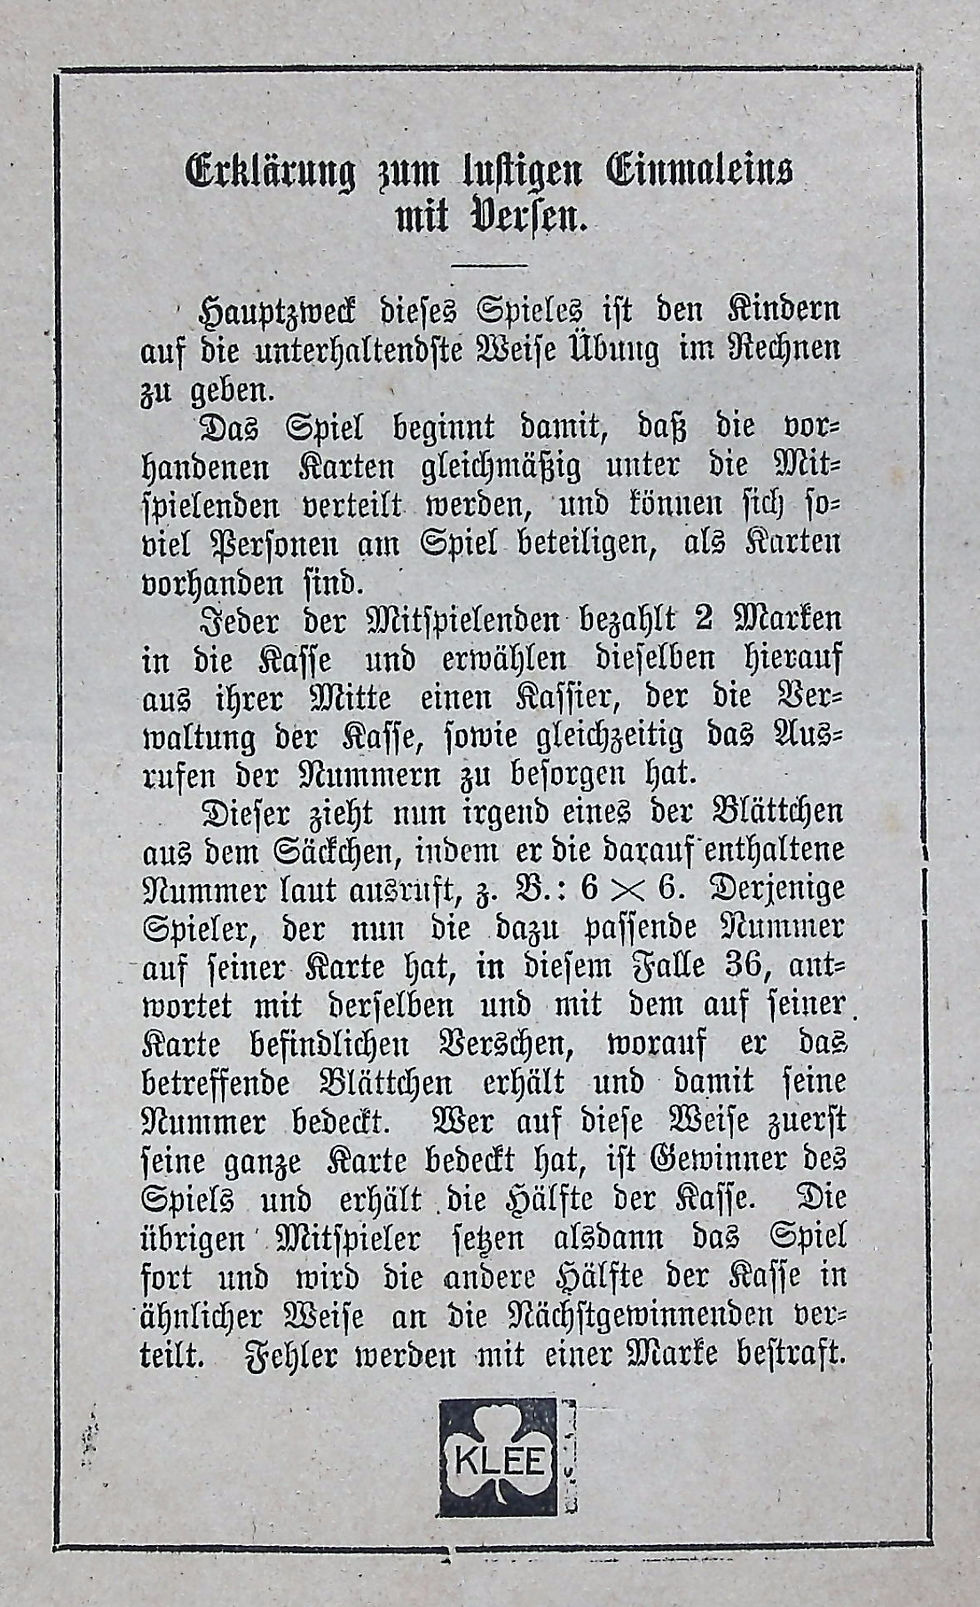 Erklärung zum lustigen Einmaleins
mit Versen.
Hauptzweck dieses Spieles ist den Kindern
auf die unterhaltendste Weise Übung im Rechnen
zu geben.
Das Spiel beginnt damit, daß die vor-
handenen Karten gleichmäßig unter die Mit-
spielenden verteilt werden, und können sich so-
viel Personen am Spiel beteiligen, als Karten
vorhanden sind.
Jeder der Mitspielenden bezahlt 2 Marken
in die Kasse und erwählen dieselben hierauf
aus ihrer Mitte einen Kassier, der die Ver-
waltung der Kasse, sowie gleichzeitig das Aus-
rufen der Nummern zu besorgen hat.
Dieser zieht nun irgend eines der Blättchen
aus dem Säckchen, indem er die darauf enthaltene
Nummer laut ausruft, z. B.: 6 × 6. Derjenige
Spieler, der nun die dazu passende Nummer
auf seiner Karte hat, in diesem Falle 36, ant-
wortet mit derselben und mit dem auf seiner
Karte befindlichen Verschen, worauf er das
betreffende Blättchen erhält und damit seine
Nummer bedeckt. Wer auf diese Weise zuerst
seine ganze Karte bedeckt hat, ist Gewinner des
Spiels und erhält die Hälfte der Kasse. Die
übrigen Mitspieler setzen alsdann das Spiel
fort und wird die andere Hälfte der Kasse in
ähnlicher Weise an die Nächstgewinnenden ver-
teilt. Fehler werden mit einer Marke bestraft.
KLEE